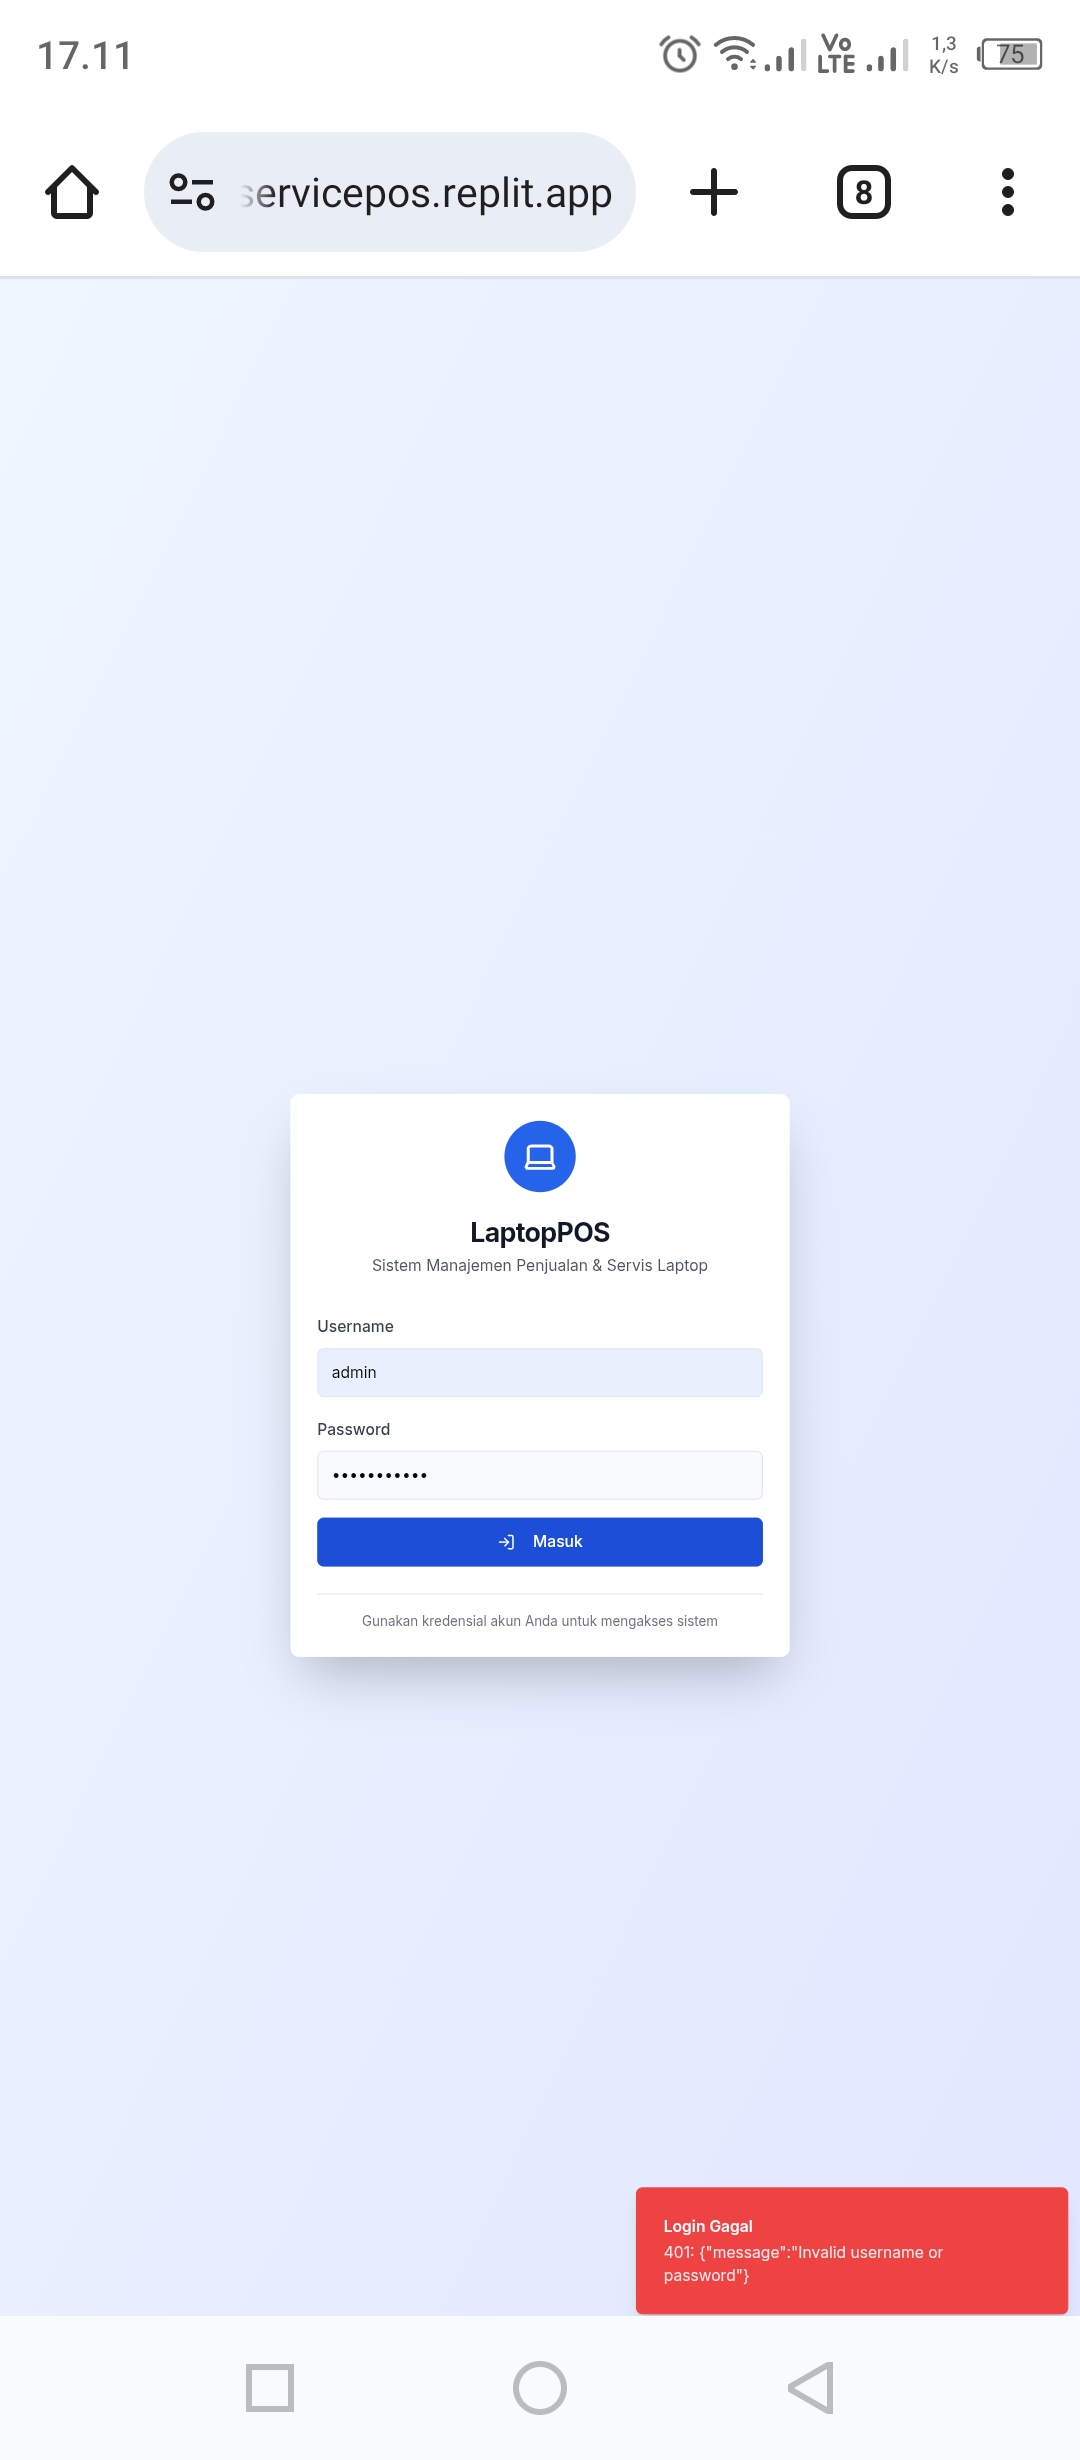 17.11
Vo
LTE
1,3
K/s
75
servicepos.replit.app
8
LaptopPOS
Sistem Manajemen Penjualan & Servis Laptop
Username
admin
Password
•••••••••••
Masuk
Gunakan kredensial akun Anda untuk mengakses sistem
Login Gagal
401: {"message":"Invalid username or
password"}